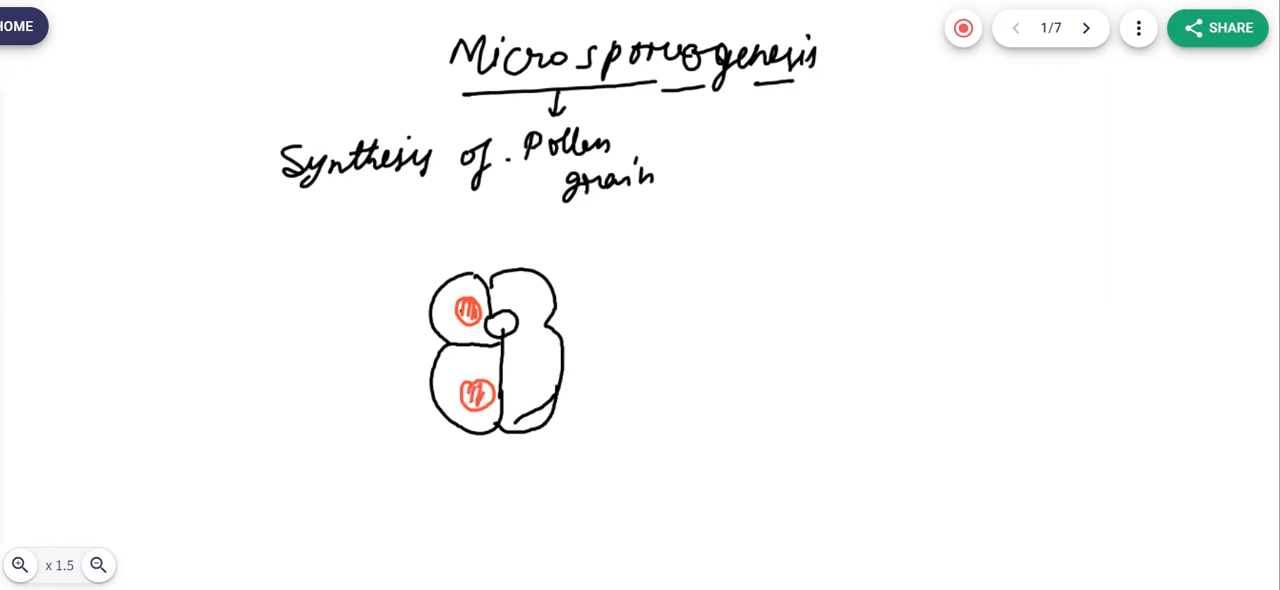 HOME
1/7
SHARE
Microsporogenesis
Synthesis of. Pollen
grain
x 1.5